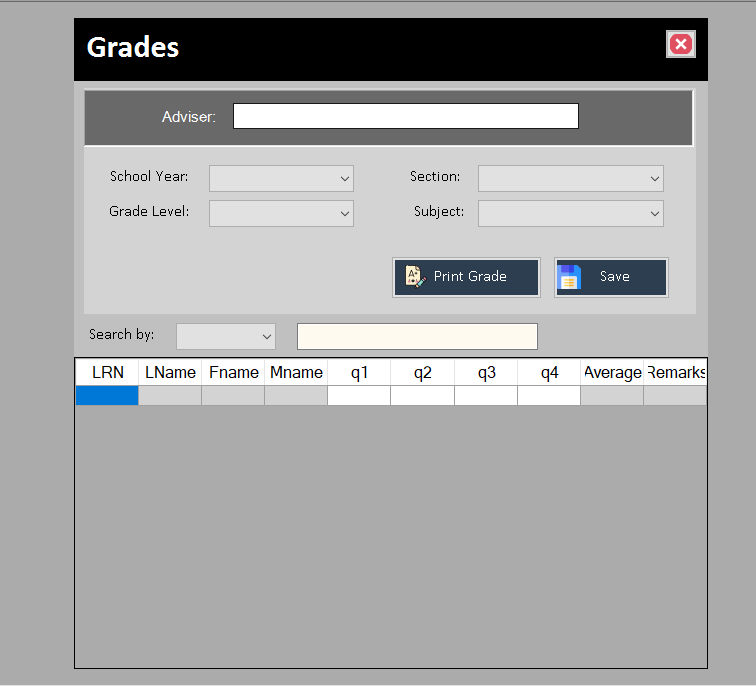 Grades
Adviser:
School Year: Section:
Grade Level: Subject:
Print Grade Save
Search by:
LRN LName Fname Mname q1 q2 q3 q4 Average Remarks